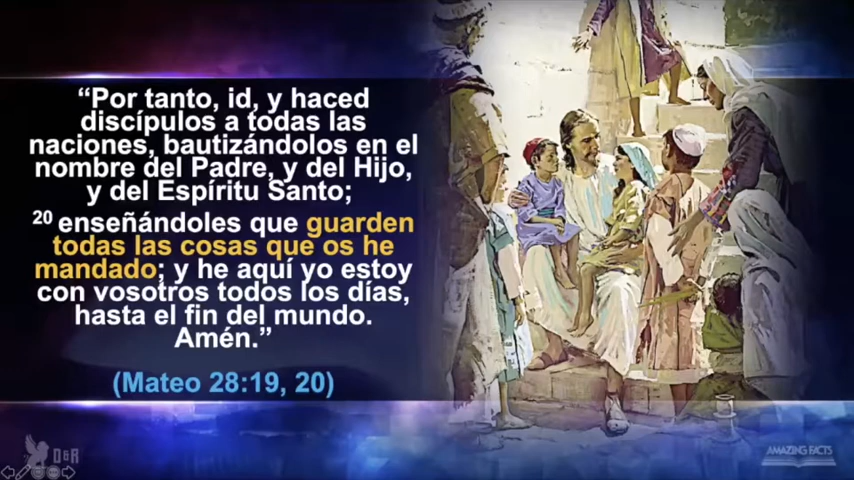 “Por tanto, id, y haced
discípulos a todas las
naciones, bautizándolos en el
nombre del Padre, y del Hijo,
y del Espíritu Santo;
20 enseñándoles que guarden
todas las cosas que os he
mandado; y he aquí yo estoy
con vosotros todos los días,
hasta el fin del mundo.
Amén.”
(Mateo 28:19, 20)
D&R
AMAZING FACTS